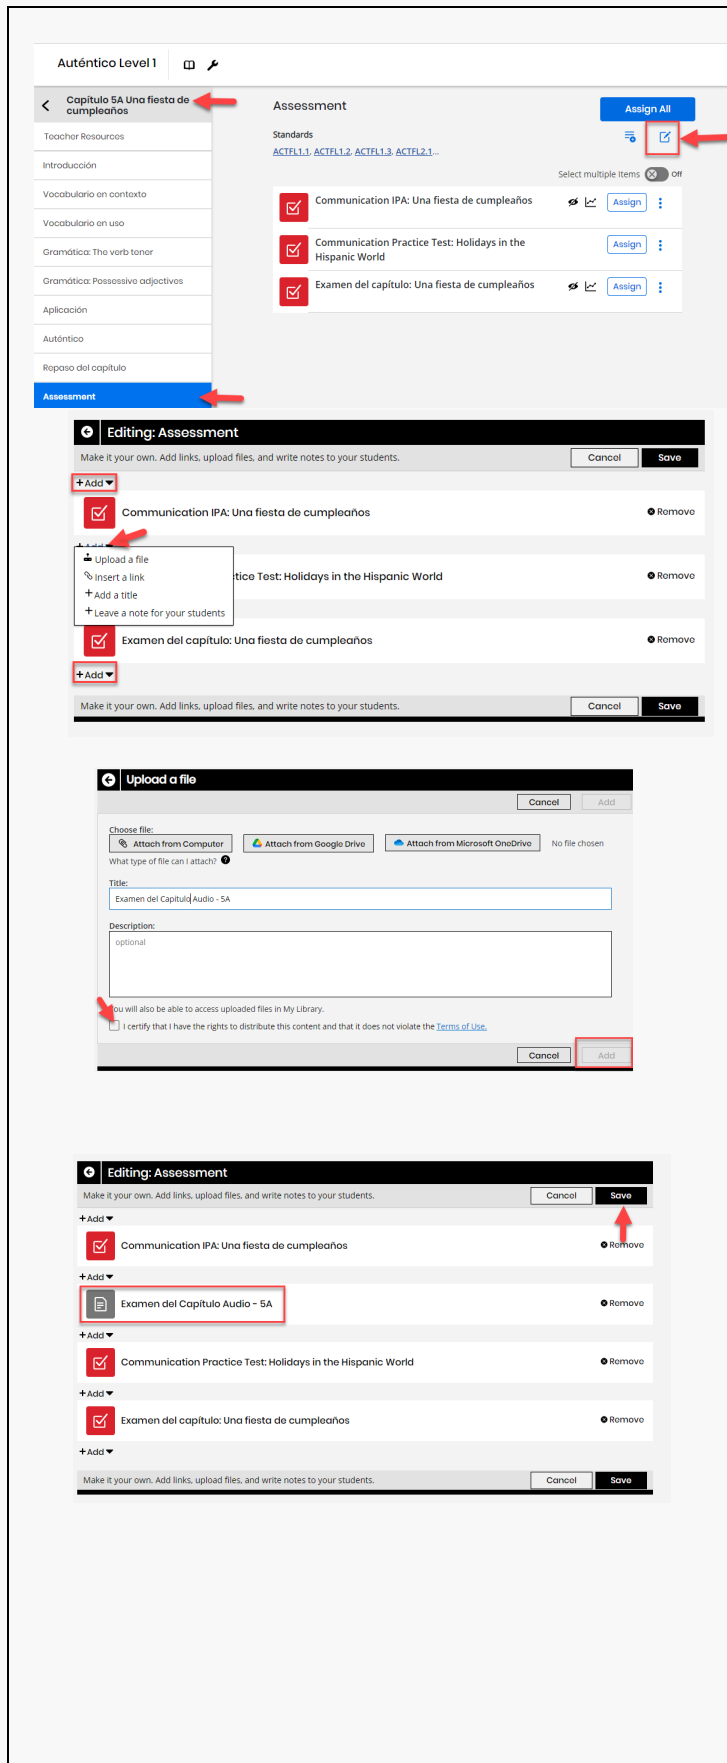 Auténtico Level 1
Capítulo 5A Una fiesta de
cumpleaños
Teacher Resources
Introducción
Vocabulario en contexto
Vocabulario en uso
Gramática: The verb tener
Gramática: Possessive adjectives
Aplicación
Auténtico
Repaso del capítulo
Assessment
Assessment
Assign All
Standards
ACTFL1.1, ACTFL1.2, ACTFL1.3, ACTFL2.1...
Select multiple Items Off
Communication IPA: Una fiesta de cumpleaños Assign
Communication Practice Test: Holidays in the
Hispanic World
Assign
Examen del capítulo: Una fiesta de cumpleaños Assign
Editing: Assessment
Make it your own. Add links, upload files, and write notes to your students. Cancel Save
+Add
Communication IPA: Una fiesta de cumpleaños Remove
+Add
Upload a file
Insert a link
+Add a title
+Leave a note for your students
tice Test: Holidays in the Hispanic World Remove
Examen del capítulo: Una fiesta de cumpleaños Remove
+Add
Make it your own. Add links, upload files, and write notes to your students. Cancel Save
Upload a file
Cancel Add
Choose file:
Attach from Computer Attach from Google Drive Attach from Microsoft OneDrive No file chosen
What type of file can I attach? ?
Title:
Examen del Capitulo Audio - 5A
Description:
optional
You will also be able to access uploaded files in My Library.
I certify that I have the rights to distribute this content and that it does not violate the Terms of Use.
Cancel Add
Editing: Assessment
Make it your own. Add links, upload files, and write notes to your students. Cancel Save
+Add
Communication IPA: Una fiesta de cumpleaños Remove
+Add
Examen del Capítulo Audio - 5A Remove
+Add
Communication Practice Test: Holidays in the Hispanic World Remove
+Add
Examen del capítulo: Una fiesta de cumpleaños Remove
+Add
Make it your own. Add links, upload files, and write notes to your students. Cancel Save